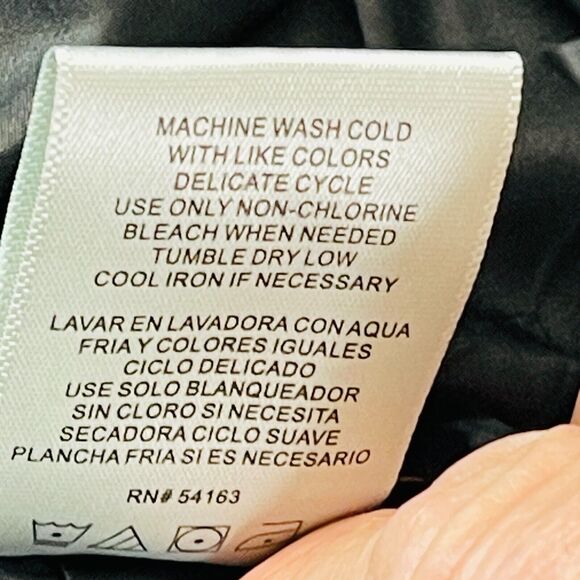 MACHINE WASH COLD
WITH LIKE COLORS
DELICATE CYCLE
USE ONLY NON-CHLORINE
BLEACH WHEN NEEDED
TUMBLE DRY LOW
COOL IRON IF NECESSARY
LAVAR EN LAVADORA CON AQUA
FRIA Y COLORES IGUALES
CICLO DELICADO
USE SOLO BLANQUEADOR
SIN CLORO SI NECESITA
SECADORA CICLO SUAVE
PLANCHA FRIA SI ES NECESARIO
RN# 54163